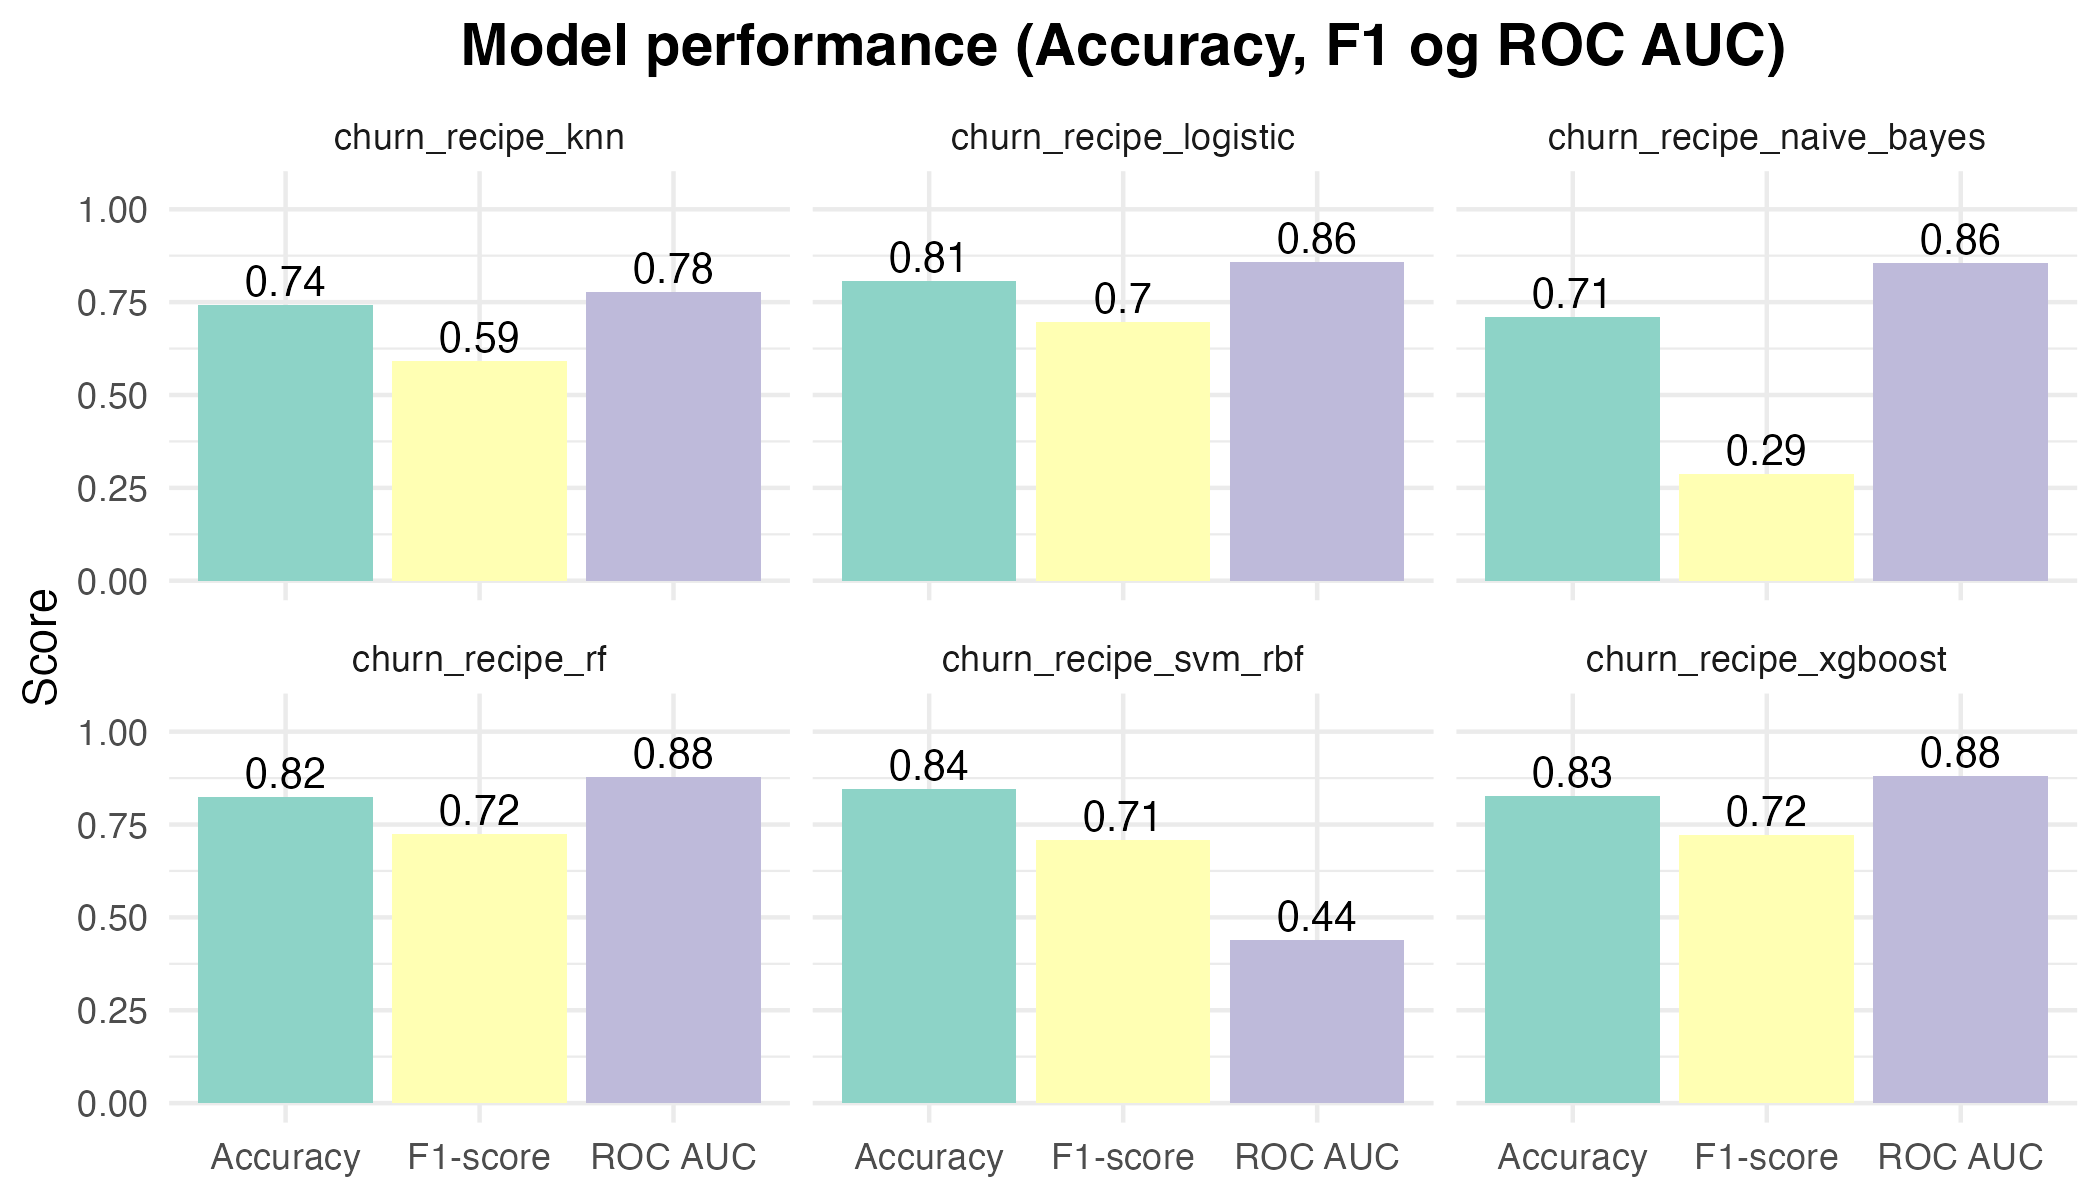 Model performance (Accuracy, F1 og ROC AUC)
churn_recipe_knn
churn_recipe_logistic
churn_recipe_naive_bayes
1.00
0.75
0.50
0.25
0.00
0.74
0.59
0.78
0.81
0.7
0.86
0.71
0.29
0.86
Score
churn_recipe_rf
churn_recipe_svm_rbf
churn_recipe_xgboost
1.00
0.75
0.50
0.25
0.00
0.82
0.72
0.88
0.84
0.71
0.44
0.83
0.72
0.88
Accuracy F1-score ROC AUC
Accuracy F1-score ROC AUC
Accuracy F1-score ROC AUC